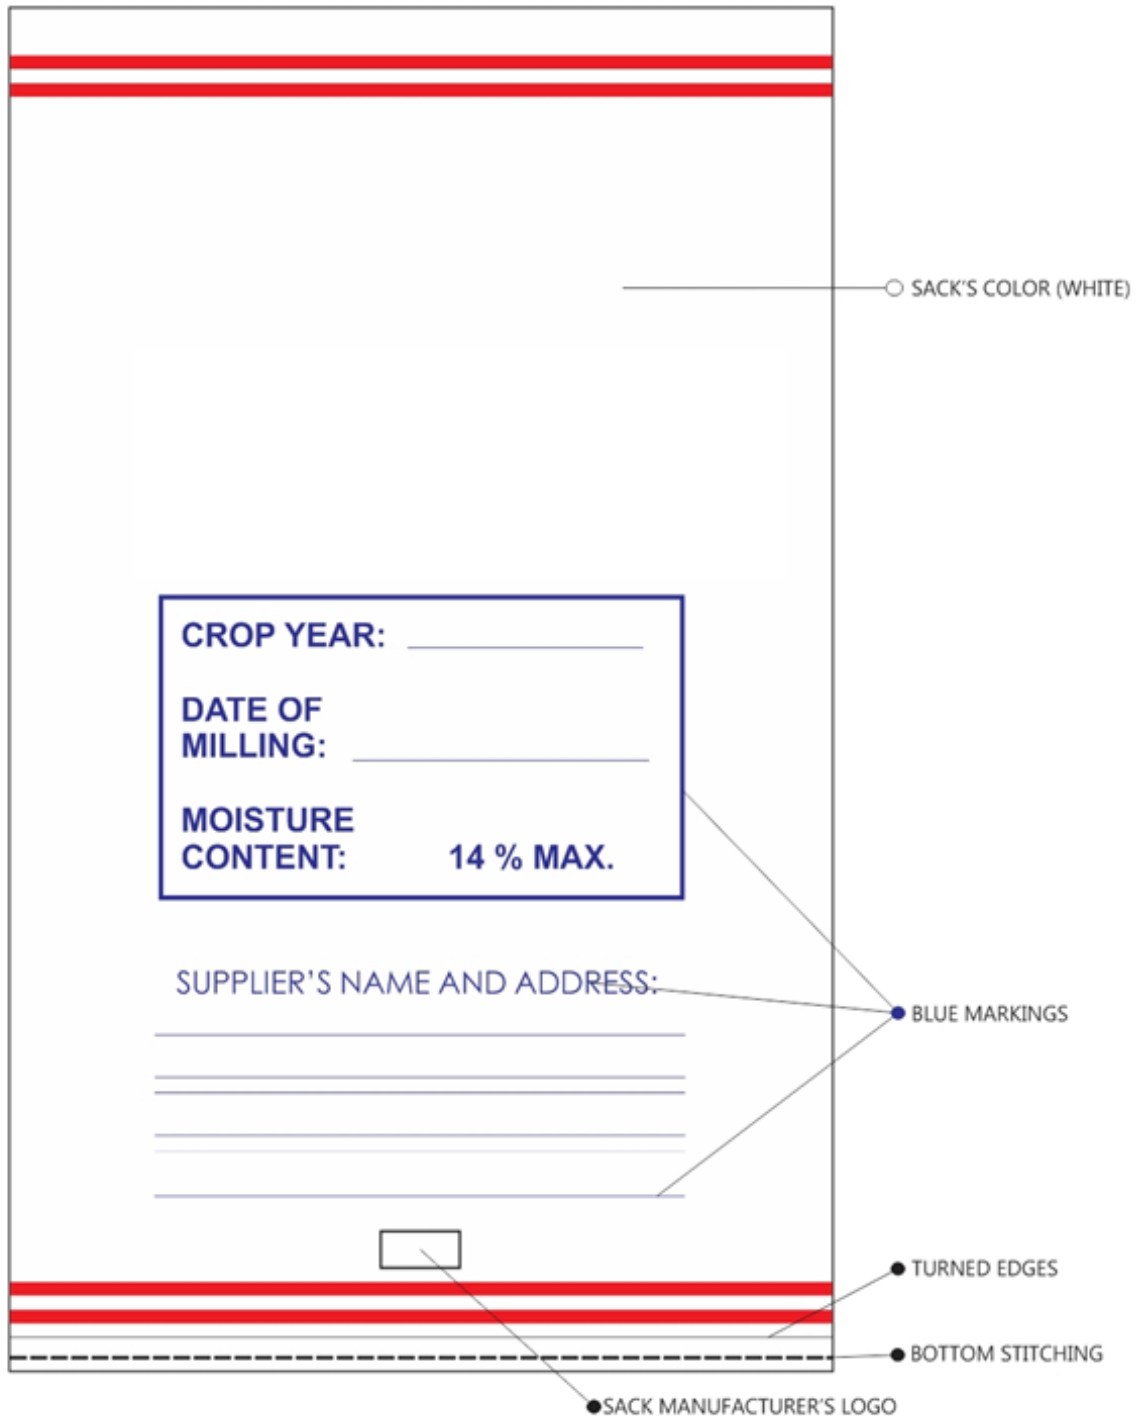 SACK'S COLOR (WHITE)
CROP YEAR:
DATE OF
MILLING:
MOISTURE
CONTENT: 14 % MAX.
SUPPLIER'S NAME AND ADDRESS:
BLUE MARKINGS
TURNED EDGES
BOTTOM STITCHING
SACK MANUFACTURER'S LOGO